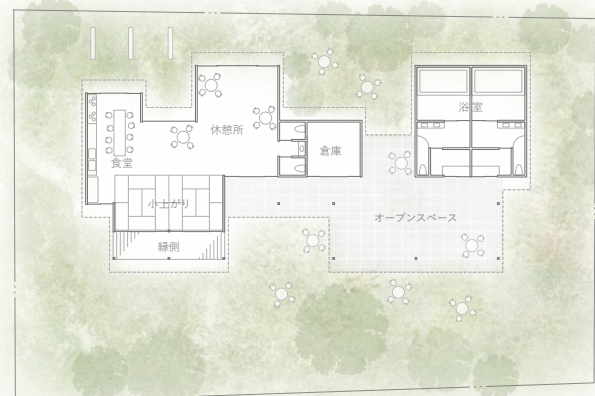 浴室
休憩所
倉庫
食堂
小上がり
オープンスペース
縁側